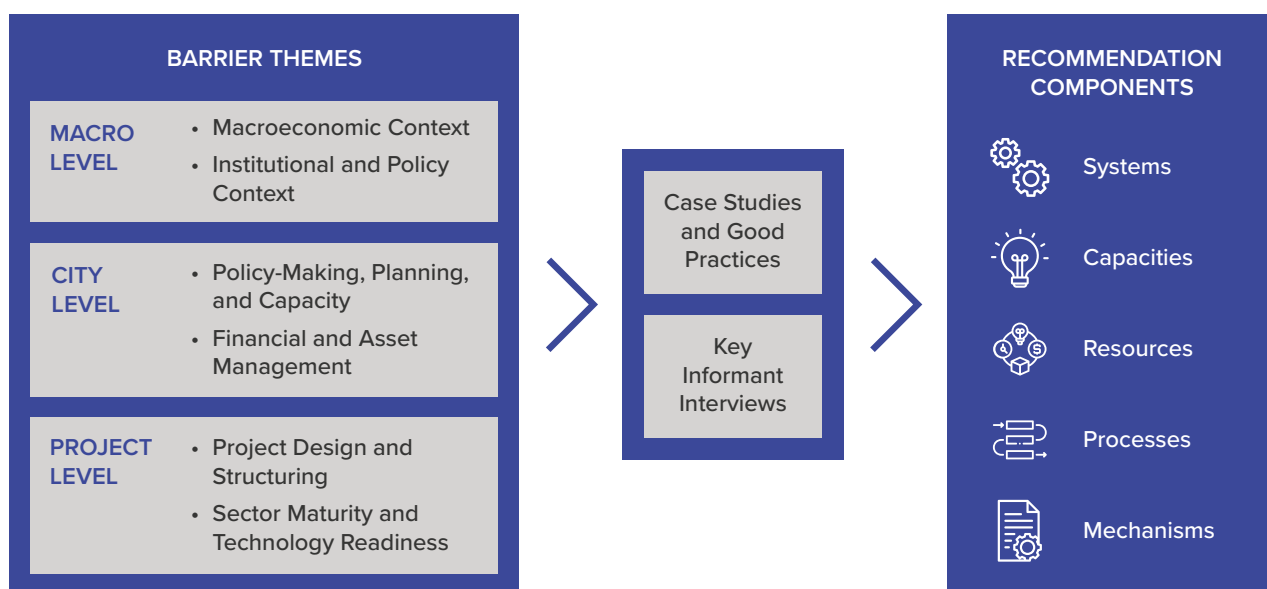 BARRIER THEMES
MACRO
LEVEL
• Macroeconomic Context
• Institutional and Policy
Context
CITY
LEVEL
• Policy-Making, Planning,
and Capacity
• Financial and Asset
Management
PROJECT
LEVEL
• Project Design and
Structuring
• Sector Maturity and
Technology Readiness
Case Studies
and Good
Practices
Key
Informant
Interviews
RECOMMENDATION
COMPONENTS
Systems
Capacities
Resources
Processes
Mechanisms